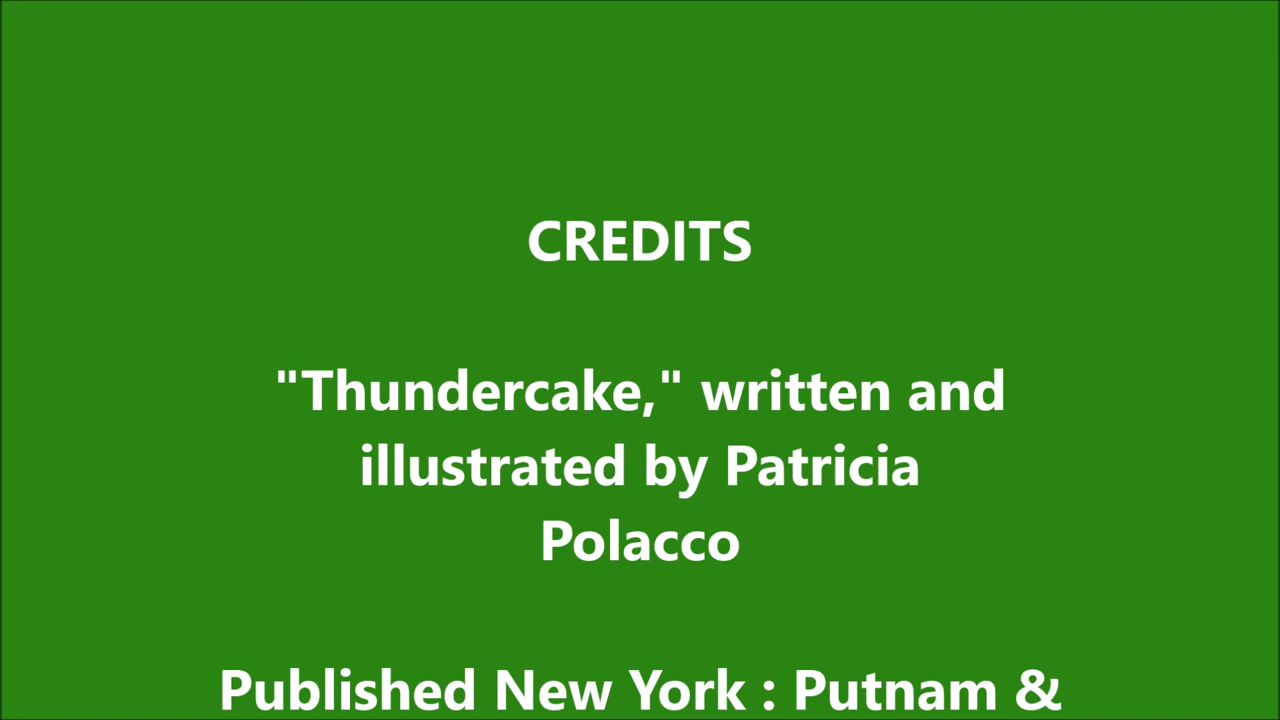 CREDITS
"Thundercake," written and
illustrated by Patricia
Polacco
Published New York : Putnam &